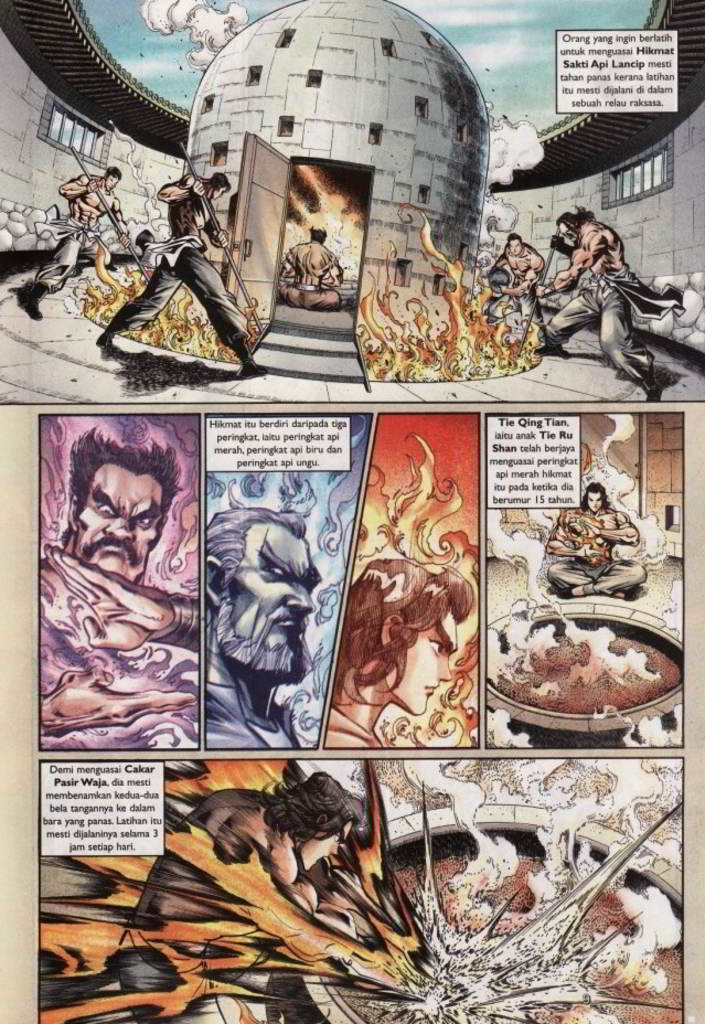 Orang yang ingin berlatih
untuk menguasai Hikmat
Sakti Api Lancip mesti
tahan panas kerana latihan
itu mesti dijalani di dalam
sebuah relau raksasa.
Hikmat itu berdiri daripada tiga
peringkat, iaitu peringkat api
merah, peringkat api biru dan
peringkat api ungu.
Tie Qing Tian,
iaitu anak Tie Ru
Shan telah berjaya
menguasai peringkat
api merah hikmat
itu pada ketika dia
berumur 15 tahun.
Demi menguasai Cakar
Pasir Waja, dia mesti
membenamkan kedua-dua
bela tangannya ke dalam
bara yang panas. Latihan itu
mesti dijalaninya selama 3
jam setiap hari.
9